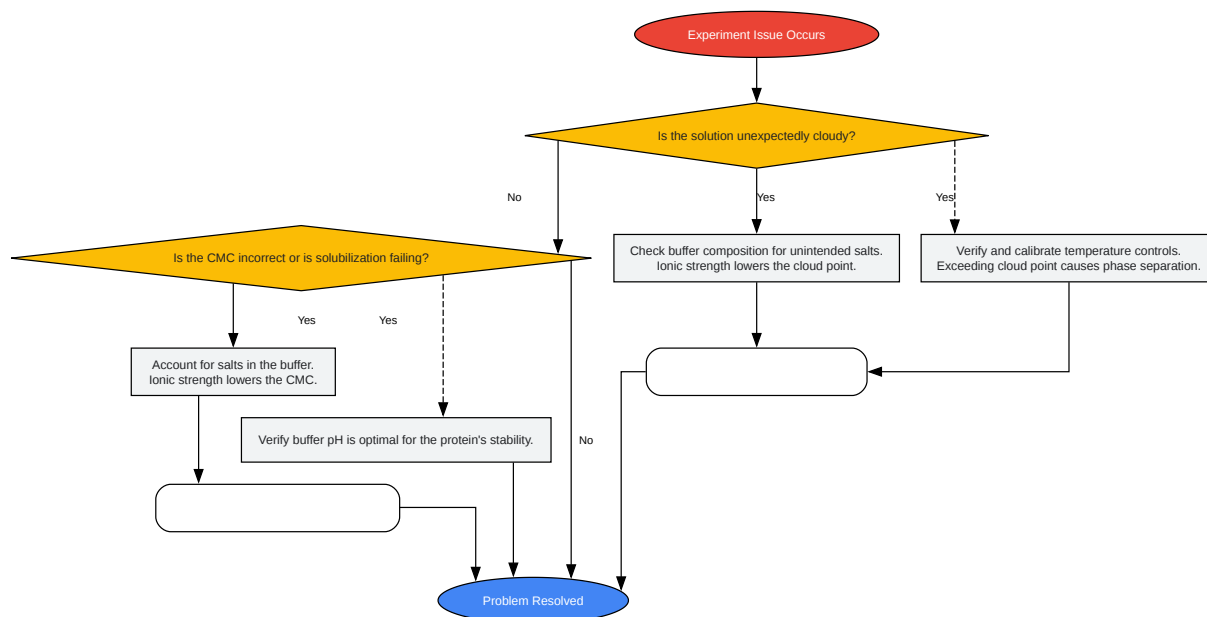 Experiment Issue Occurs
Is the solution unexpectedly cloudy?
No
Yes
Yes
Check buffer composition for unintended salts.
Ionic strength lowers the cloud point.
Verify and calibrate temperature controls.
Exceeding cloud point causes phase separation.
Is the CMC incorrect or is solubilization failing?
Yes
Yes
Account for salts in the buffer.
Ionic strength lowers the CMC.
Verify buffer pH is optimal for the protein's stability.
No
Problem Resolved